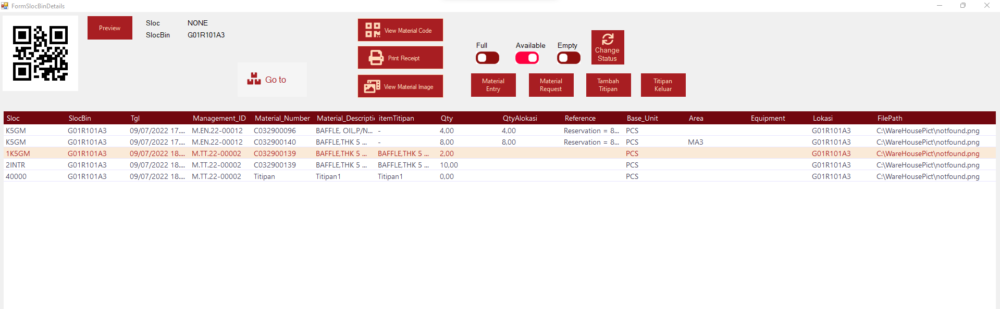 FormSlocBinDetails
Preview
Sloc NONE
SlocBin G01R101A3
Go to
View Material Code
Print Receipt
View Material Image
Full Available Empty
Change
Status
Material
Entry
Material
Request
Tambah
Titipan
Titipan
Keluar
Sloc SlocBin Tgl Management_ID Material_Number Material_Descriptic itemTitipan Qty QtyAlokasi Reference Base_Unit Area Equipment Lokasi FilePath
K5GM G01R101A3 09/07/2022 17.... M.EN.22-00012 C032900096 BAFFLE, OIL,P/N... - 4,00 4,00 Reservation = 8... PCS G01R101A3 C:\WareHousePict\notfound.png
K5GM G01R101A3 09/07/2022 17.... M.EN.22-00012 C032900140 BAFFLE,THK 5 ... - 8,00 8,00 Reservation = 8... PCS MA3 G01R101A3 C:\WareHousePict\notfound.png
1K5GM G01R101A3 09/07/2022 18.... M.TT.22-00002 C032900139 BAFFLE,THK 5 ... BAFFLE,THK 5 ... 2,00 PCS G01R101A3 C:\WareHousePict\notfound.png
2INTR G01R101A3 09/07/2022 18.... M.TT.22-00002 C032900139 BAFFLE,THK 5 ... BAFFLE,THK 5 ... 10,00 PCS G01R101A3 C:\WareHousePict\notfound.png
40000 G01R101A3 09/07/2022 18.... M.TT.22-00002 Titipan Titipan1 Titipan1 0,00 PCS G01R101A3 C:\WareHousePict\notfound.png